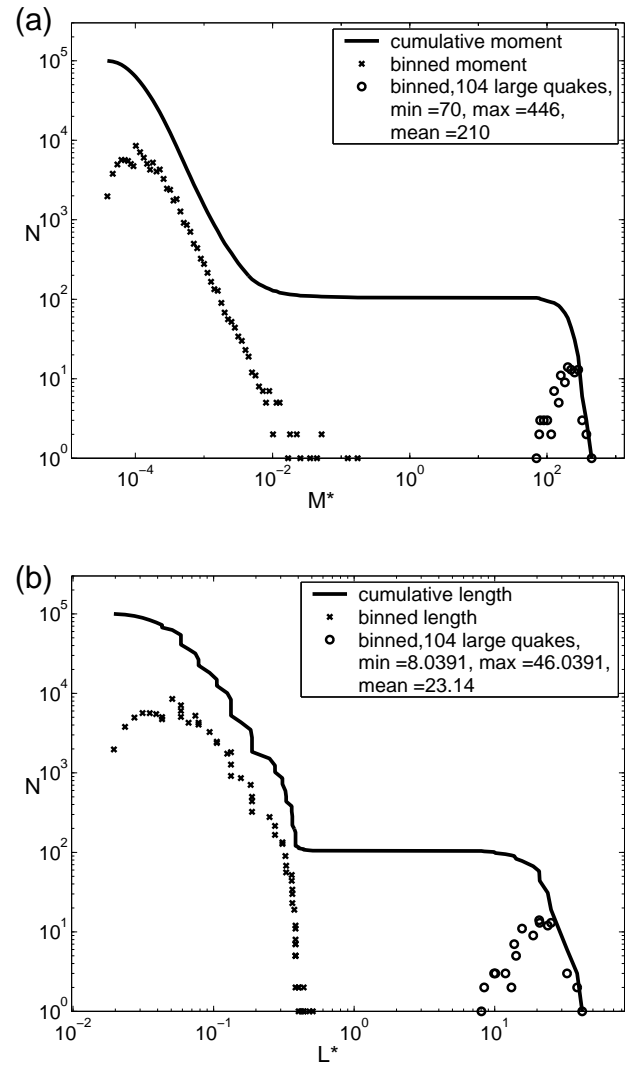 (a)
cumulative moment
binned moment
binned,104 large quakes,
min =70, max =446,
mean =210
10^5
10^4
10^3
N
10^2
10^1
10^0
10^-4 10^-2 10^0 10^2
M*
(b)
cumulative length
binned length
binned,104 large quakes,
min =8.0391, max =46.0391,
mean =23.14
10^5
10^4
N
10^3
10^2
10^1
10^0
10^-2 10^-1 10^0 10^1
L*